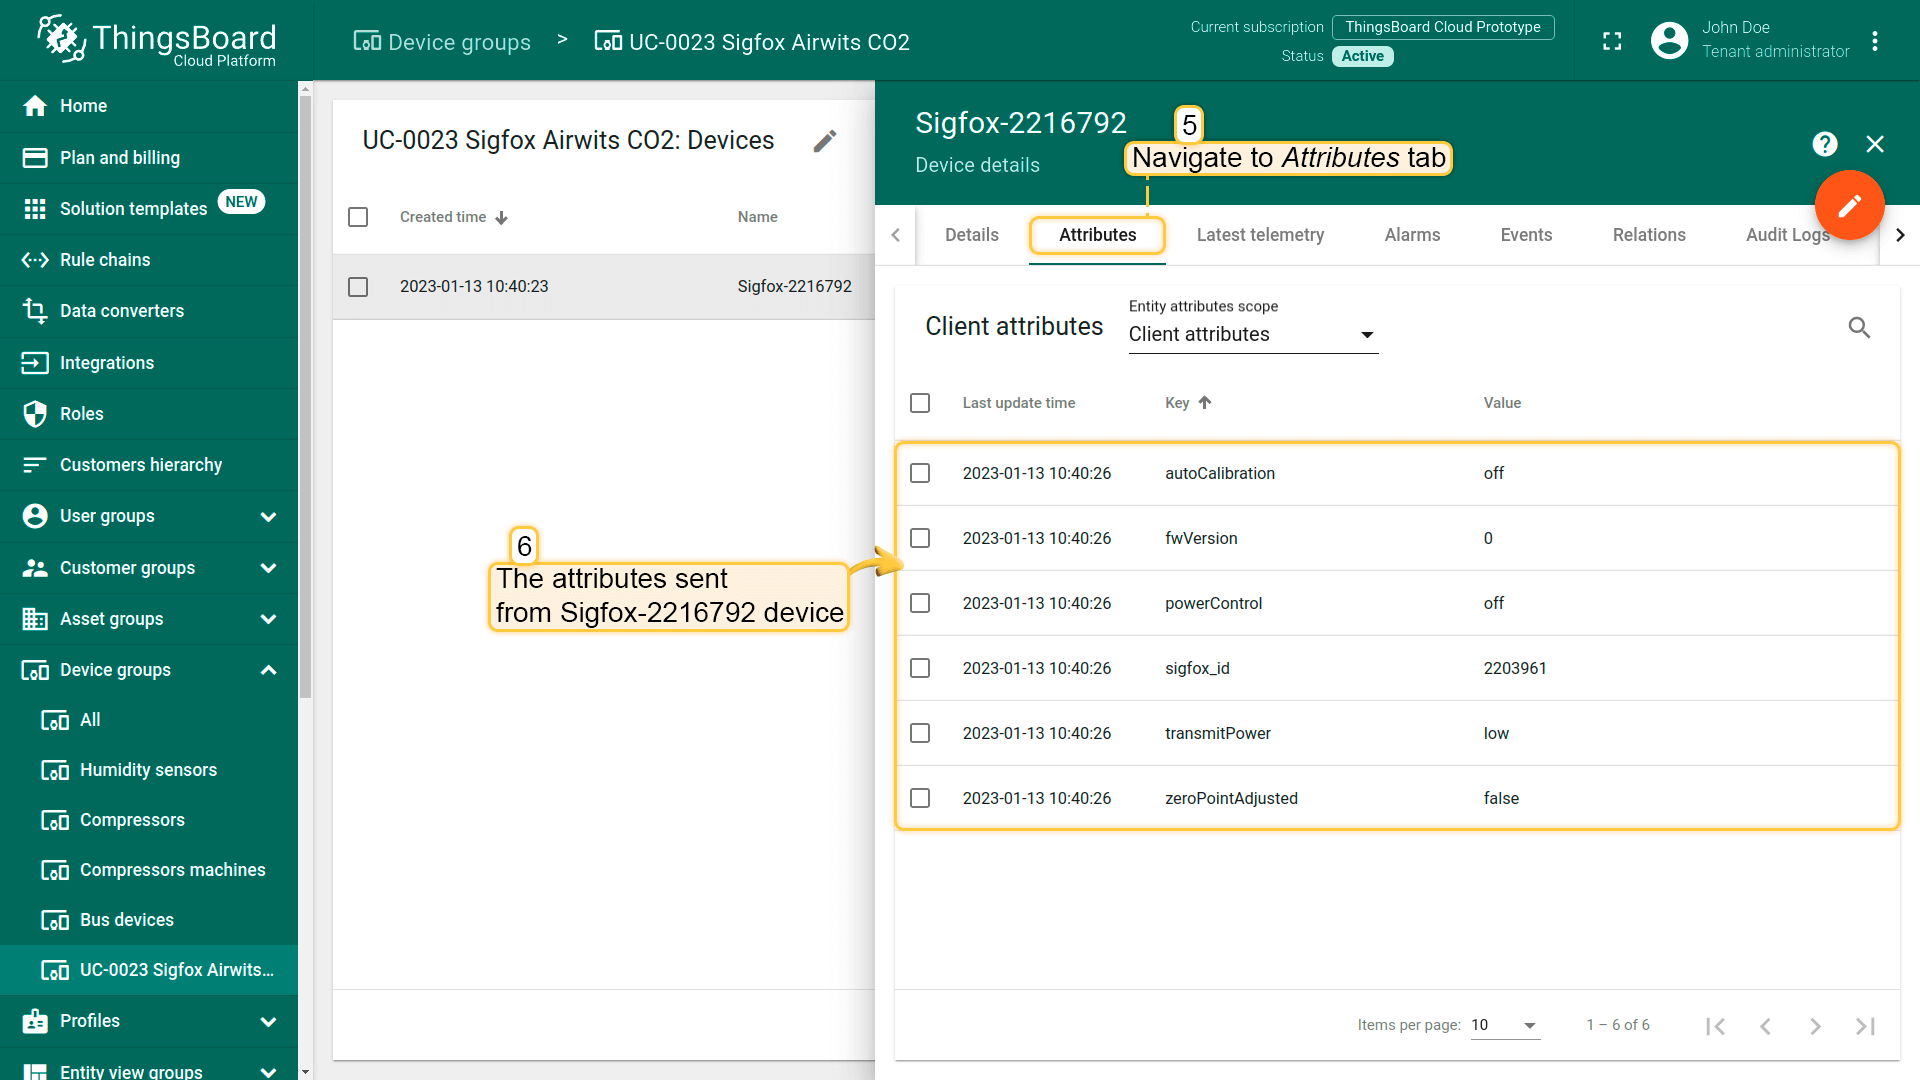 ThingsBoard
Cloud Platform
Device groups > UC-0023 Sigfox Airwits CO2
Current subscription ThingsBoard Cloud Prototype
Status Active
John Doe
Tenant administrator
Home
Plan and billing
Solution templates NEW
Rule chains
Data converters
Integrations
Roles
Customers hierarchy
User groups
Customer groups
Asset groups
Device groups
All
Humidity sensors
Compressors
Compressors machines
Bus devices
UC-0023 Sigfox Airwits...
Profiles
Entity view groups
UC-0023 Sigfox Airwits CO2: Devices
Created time Name
2023-01-13 10:40:23 Sigfox-2216792
6
The attributes sent
from Sigfox-2216792 device
Sigfox-2216792
Device details
5
Navigate to Attributes tab
?
Details Attributes Latest telemetry Alarms Events Relations Audit Logs
Client attributes
Entity attributes scope
Client attributes
Last update time Key Value
2023-01-13 10:40:26 autoCalibration off
2023-01-13 10:40:26 fwVersion 0
2023-01-13 10:40:26 powerControl off
2023-01-13 10:40:26 sigfox_id 2203961
2023-01-13 10:40:26 transmitPower low
2023-01-13 10:40:26 zeroPointAdjusted false
Items per page: 10 1 – 6 of 6